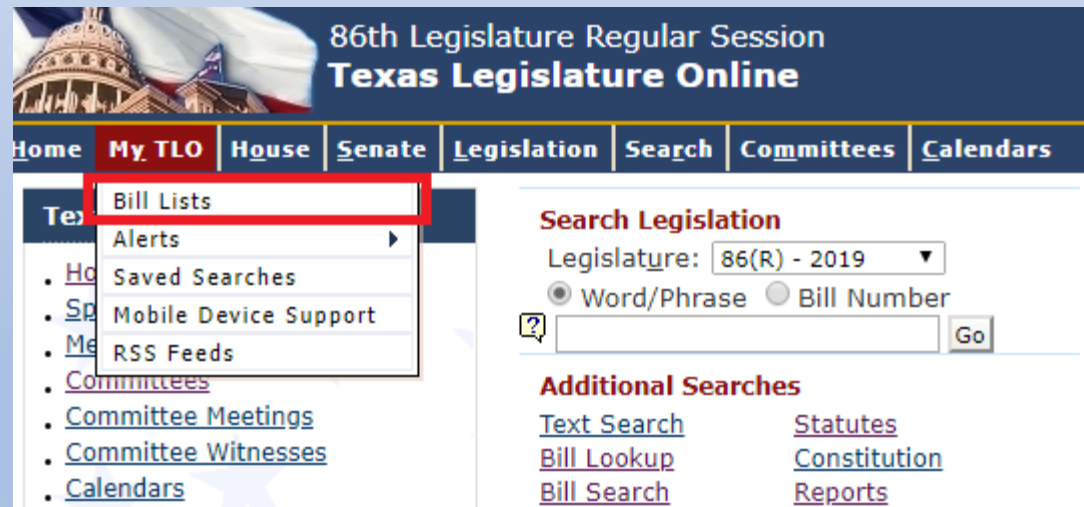 86th Legislature Regular Session
Texas Legislature Online
Home My TLO House Senate Legislation Search Committees Calendars
Bill Lists
Alerts
Saved Searches
Mobile Device Support
RSS Feeds
Committees
Committee Meetings
Committee Witnesses
Calendars
Search Legislation
Legislature: 86(R) - 2019
Word/Phrase Bill Number
? Go
Additional Searches
Text Search Statutes
Bill Lookup Constitution
Bill Search Reports